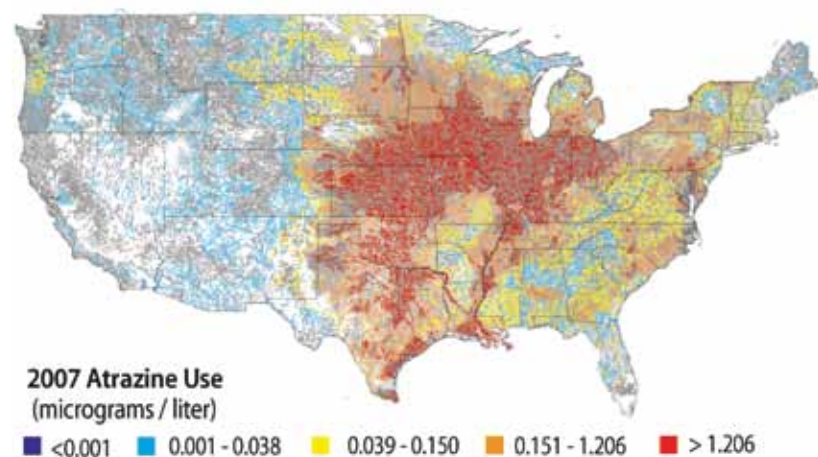 2007 Atrazine Use
(micrograms / liter)
<0.001 0.001 - 0.038 0.039 - 0.150 0.151 - 1.206 > 1.206